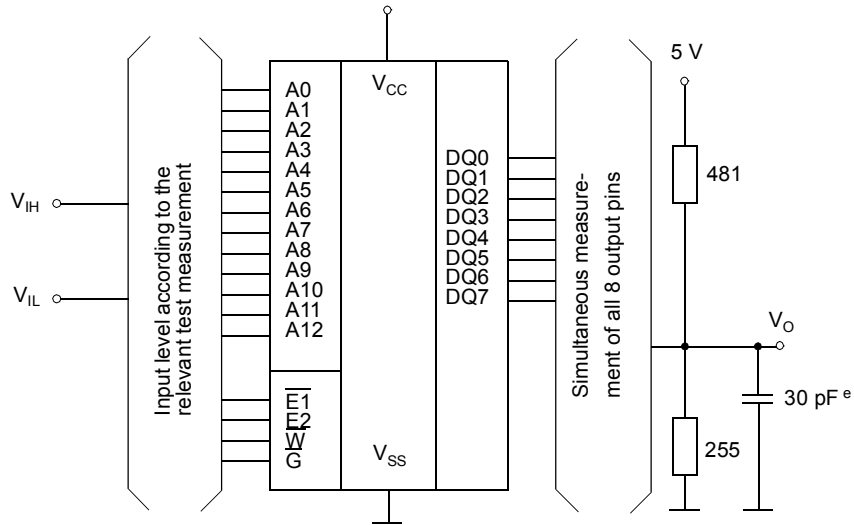 V_IH
V_IL
Input level according to the
relevant test measurement
A0
A1
A2
A3
A4
A5
A6
A7
A8
A9
A10
A11
A12
E1
E2
W
G
V_CC
V_SS
DQ0
DQ1
DQ2
DQ3
DQ4
DQ5
DQ6
DQ7
Simultaneous measure-
ment of all 8 output pins
5 V
481
V_O
30 pF e
255